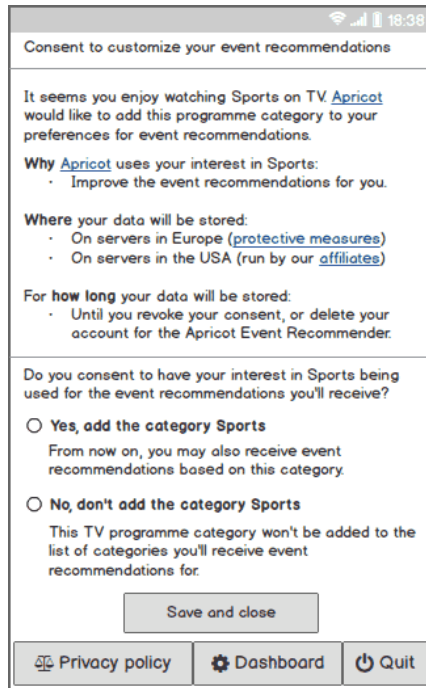 18:38
Consent to customize your event recommendations
It seems you enjoy watching Sports on TV. Apricot
would like to add this programme category to your
preferences for event recommendations.
Why Apricot uses your interest in Sports:
· Improve the event recommendations for you.
Where your data will be stored:
· On servers in Europe (protective measures)
· On servers in the USA (run by our affiliates)
For how long your data will be stored:
· Until you revoke your consent, or delete your
account for the Apricot Event Recommender.
Do you consent to have your interest in Sports being
used for the event recommendations you'll receive?
Yes, add the category Sports
From now on, you may also receive event
recommendations based on this category.
No, don't add the category Sports
This TV programme category won't be added to the
list of categories you'll receive event
recommendations for.
Save and close
Privacy policy Dashboard Quit